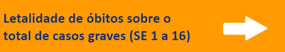 Letalidade de óbitos sobre o
total de casos graves (SE 1 a 16)